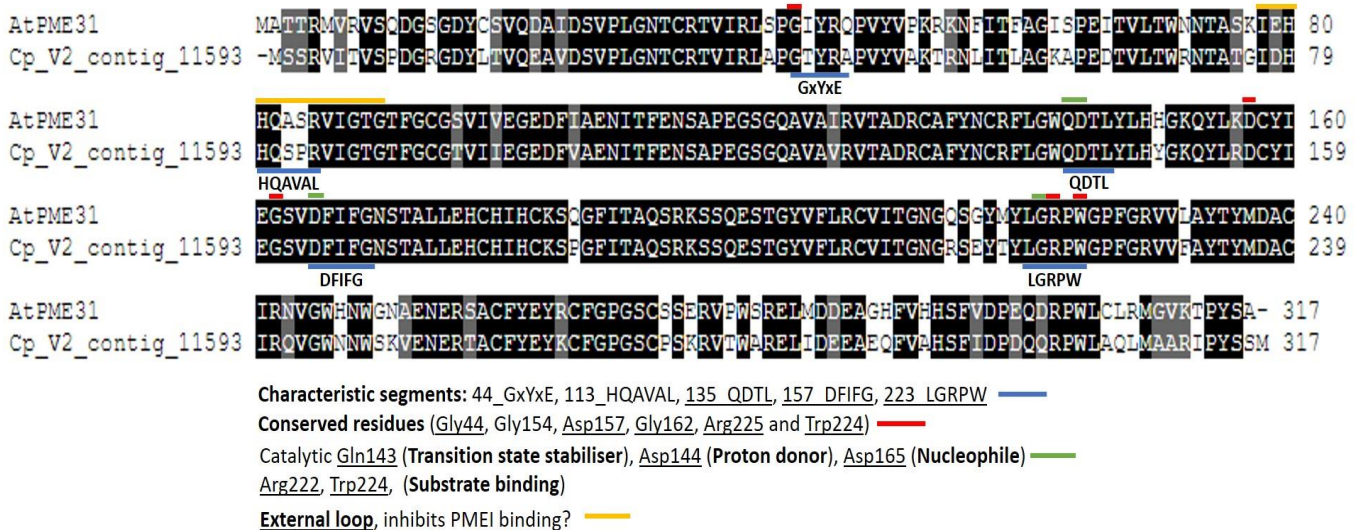 AtPME31 MATTRMVRVSQDGSGDYCSVQDAIDSVPLGNTCRTVIRLSPGIYRQPVYVPKRKNFITFAGISPEITVLTWNNTASKIEH 80
Cp_V2_contig_11593 -MSSRVITVSPDGRGDYLTVQEAVDSVPLGNTCRTVIRLAPGTYRAPVYVAKTRNLITLAGKAPEDTVLTWRNTATGIDH 79
GxYxE
AtPME31 HQASRVIGTGTFGCGSVIVEGEDFIAENITFENSAPEGSGQAVAIRVTADRCAFYNCRFLGWQDTLYLHHGKQYLKDCYI 160
Cp_V2_contig_11593 HQSPRVIGTGTFGCGTVIIEGEDFVAENITFENSAPEGSGQAVAVRVTADRCAFYNCRFLGWQDTLYLHYGKQYLRDCYI 159
HQAVAL QDTL
AtPME31 EGSVDFIFGNSTALLEHCHIHCKSQGFITAQSRKSSQESTGYVFLRCVITGNGQSGYMYLGRPWGPFGRVVLAYTYMDAC 240
Cp_V2_contig_11593 EGSVDFIFGNSTALLEHCHIHCKSPGFITAQSRKSSQESTGYVFLRCVITGNGRSEYTYLGRPWGPFGRVVFAYTYMDAC 239
DFIFG LGRPW
AtPME31 IRNVGWHNWGNAENERSACFYEYRCFGPGSCSSERVPWSRELMDDEAGHFVHHSFVDPEQDRPWLCLRMGVKTPYSA- 317
Cp_V2_contig_11593 IRQVGWNNWSKVENERTACFYEYKCFGPGSCPSKRVTWARELIDEEAEQFVAHSFIDPDQQRPWLAQLMAARIPYSSM 317
Characteristic segments: 44_GxYxE, 113_HQAVAL, 135_QDTL, 157_DFIFG, 223_LGRPW
Conserved residues (Gly44, Gly154, Asp157, Gly162, Arg225 and Trp224)
Catalytic Gln143 (Transition state stabiliser), Asp144 (Proton donor), Asp165 (Nucleophile)
Arg222, Trp224, (Substrate binding)
External loop, inhibits PMEI binding?